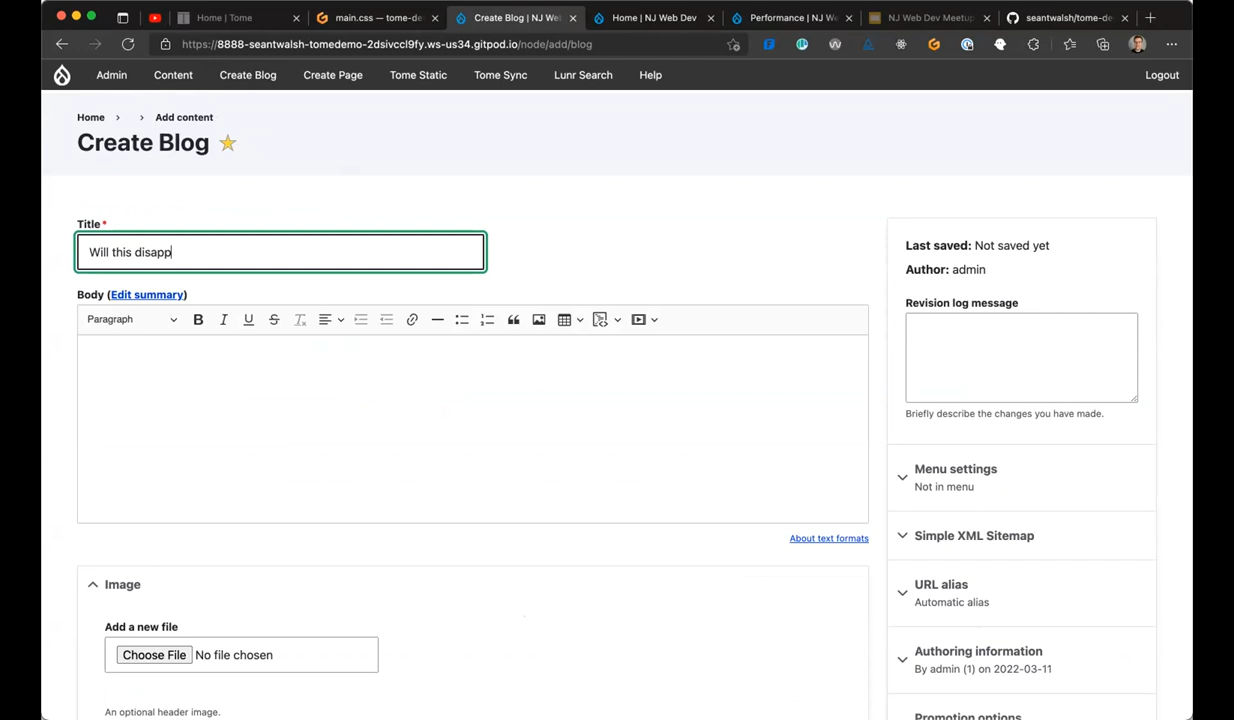 Home | Tome
main.css — tome-de
Create Blog | NJ We
Home | NJ Web Dev
Performance | NJ W
NJ Web Dev Meetup
seantwalsh/tome-de
https://8888-seantwalsh-tomedemo-2dsivccl9fy.ws-us34.gitpod.io/node/add/blog
Admin
Content
Create Blog
Create Page
Tome Static
Tome Sync
Lunr Search
Help
Logout
Home › › Add content
Create Blog
Title*
Will this disapp
Body (Edit summary)
Paragraph
About text formats
Image
Add a new file
Choose File No file chosen
An optional header image.
Last saved: Not saved yet
Author: admin
Revision log message
Briefly describe the changes you have made.
Menu settings
Not in menu
Simple XML Sitemap
URL alias
Automatic alias
Authoring information
By admin (1) on 2022-03-11
Promotion options